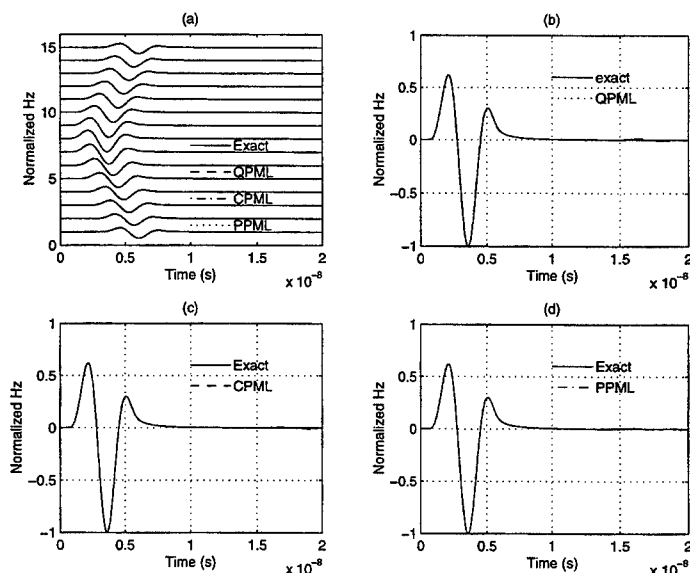 (a)
15
10
5
0
Normalized Hz
Exact
QPML
CPML
PPML
0
0.5
1
1.5
2
Time (s)
x 10⁻⁸
(b)
1
0.5
0
−0.5
−1
Normalized Hz
exact
QPML
0
0.5
1
1.5
2
Time (s)
x 10⁻⁸
(c)
1
0.5
0
−0.5
−1
Normalized Hz
Exact
CPML
0
0.5
1
1.5
2
Time (s)
x 10⁻⁸
(d)
1
0.5
0
−0.5
−1
Normalized Hz
Exact
PPML
0
0.5
1
1.5
2
Time (s)
x 10⁻⁸